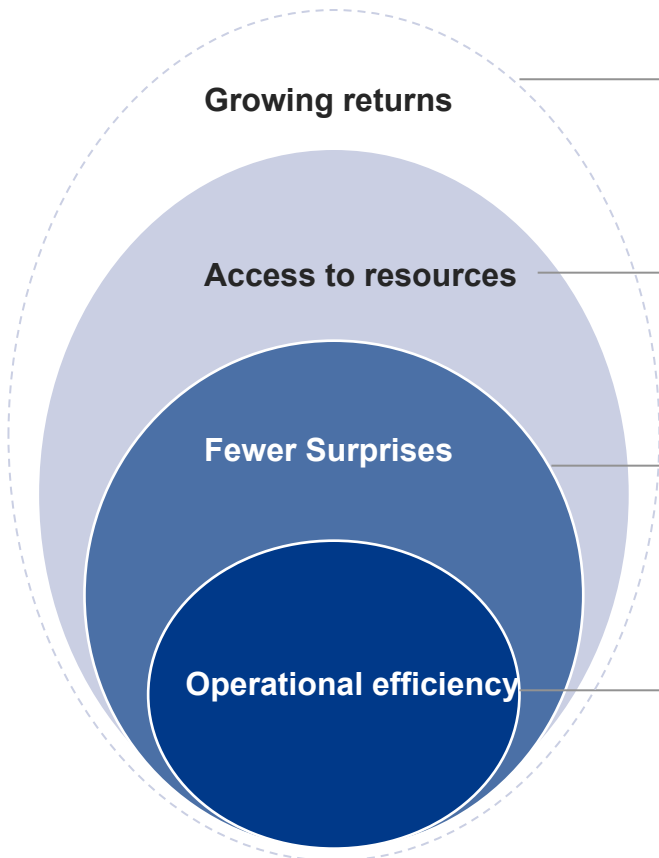 Growing returns
Access to resources
Fewer Surprises
Operational efficiency